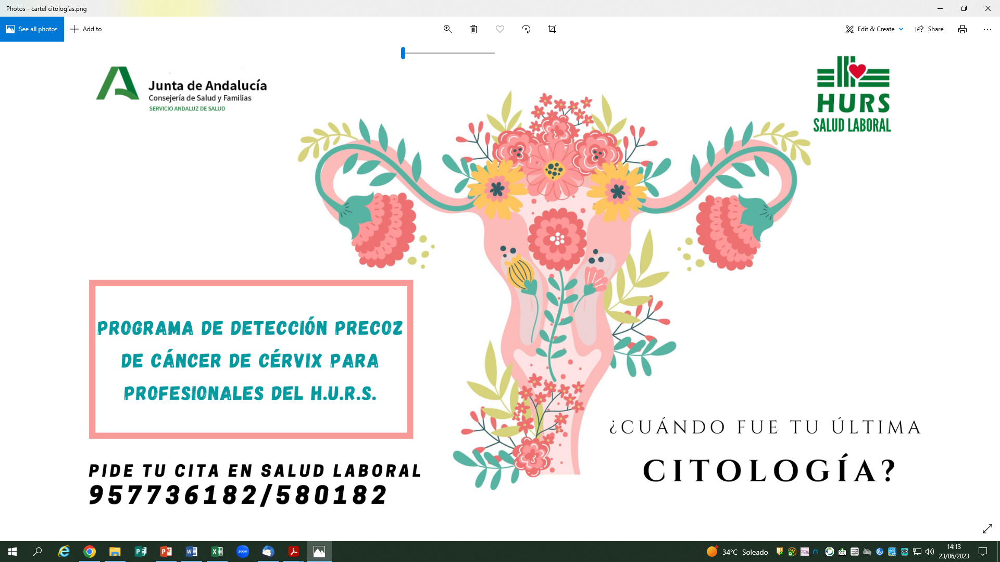 Photos - cartel citologías.png
See all photos
Add to
Edit & Create
Share
Junta de Andalucía
Consejería de Salud y Familias
SERVICIO ANDALUZ DE SALUD
HURS
SALUD LABORAL
PROGRAMA DE DETECCIÓN PRECOZ
DE CÁNCER DE CÉRVIX PARA
PROFESIONALES DEL H.U.R.S.
PIDE TU CITA EN SALUD LABORAL
957736182/580182
¿CUÁNDO FUE TU ÚLTIMA
CITOLOGÍA?
zoom
34°C Soleado
14:13
23/06/2023